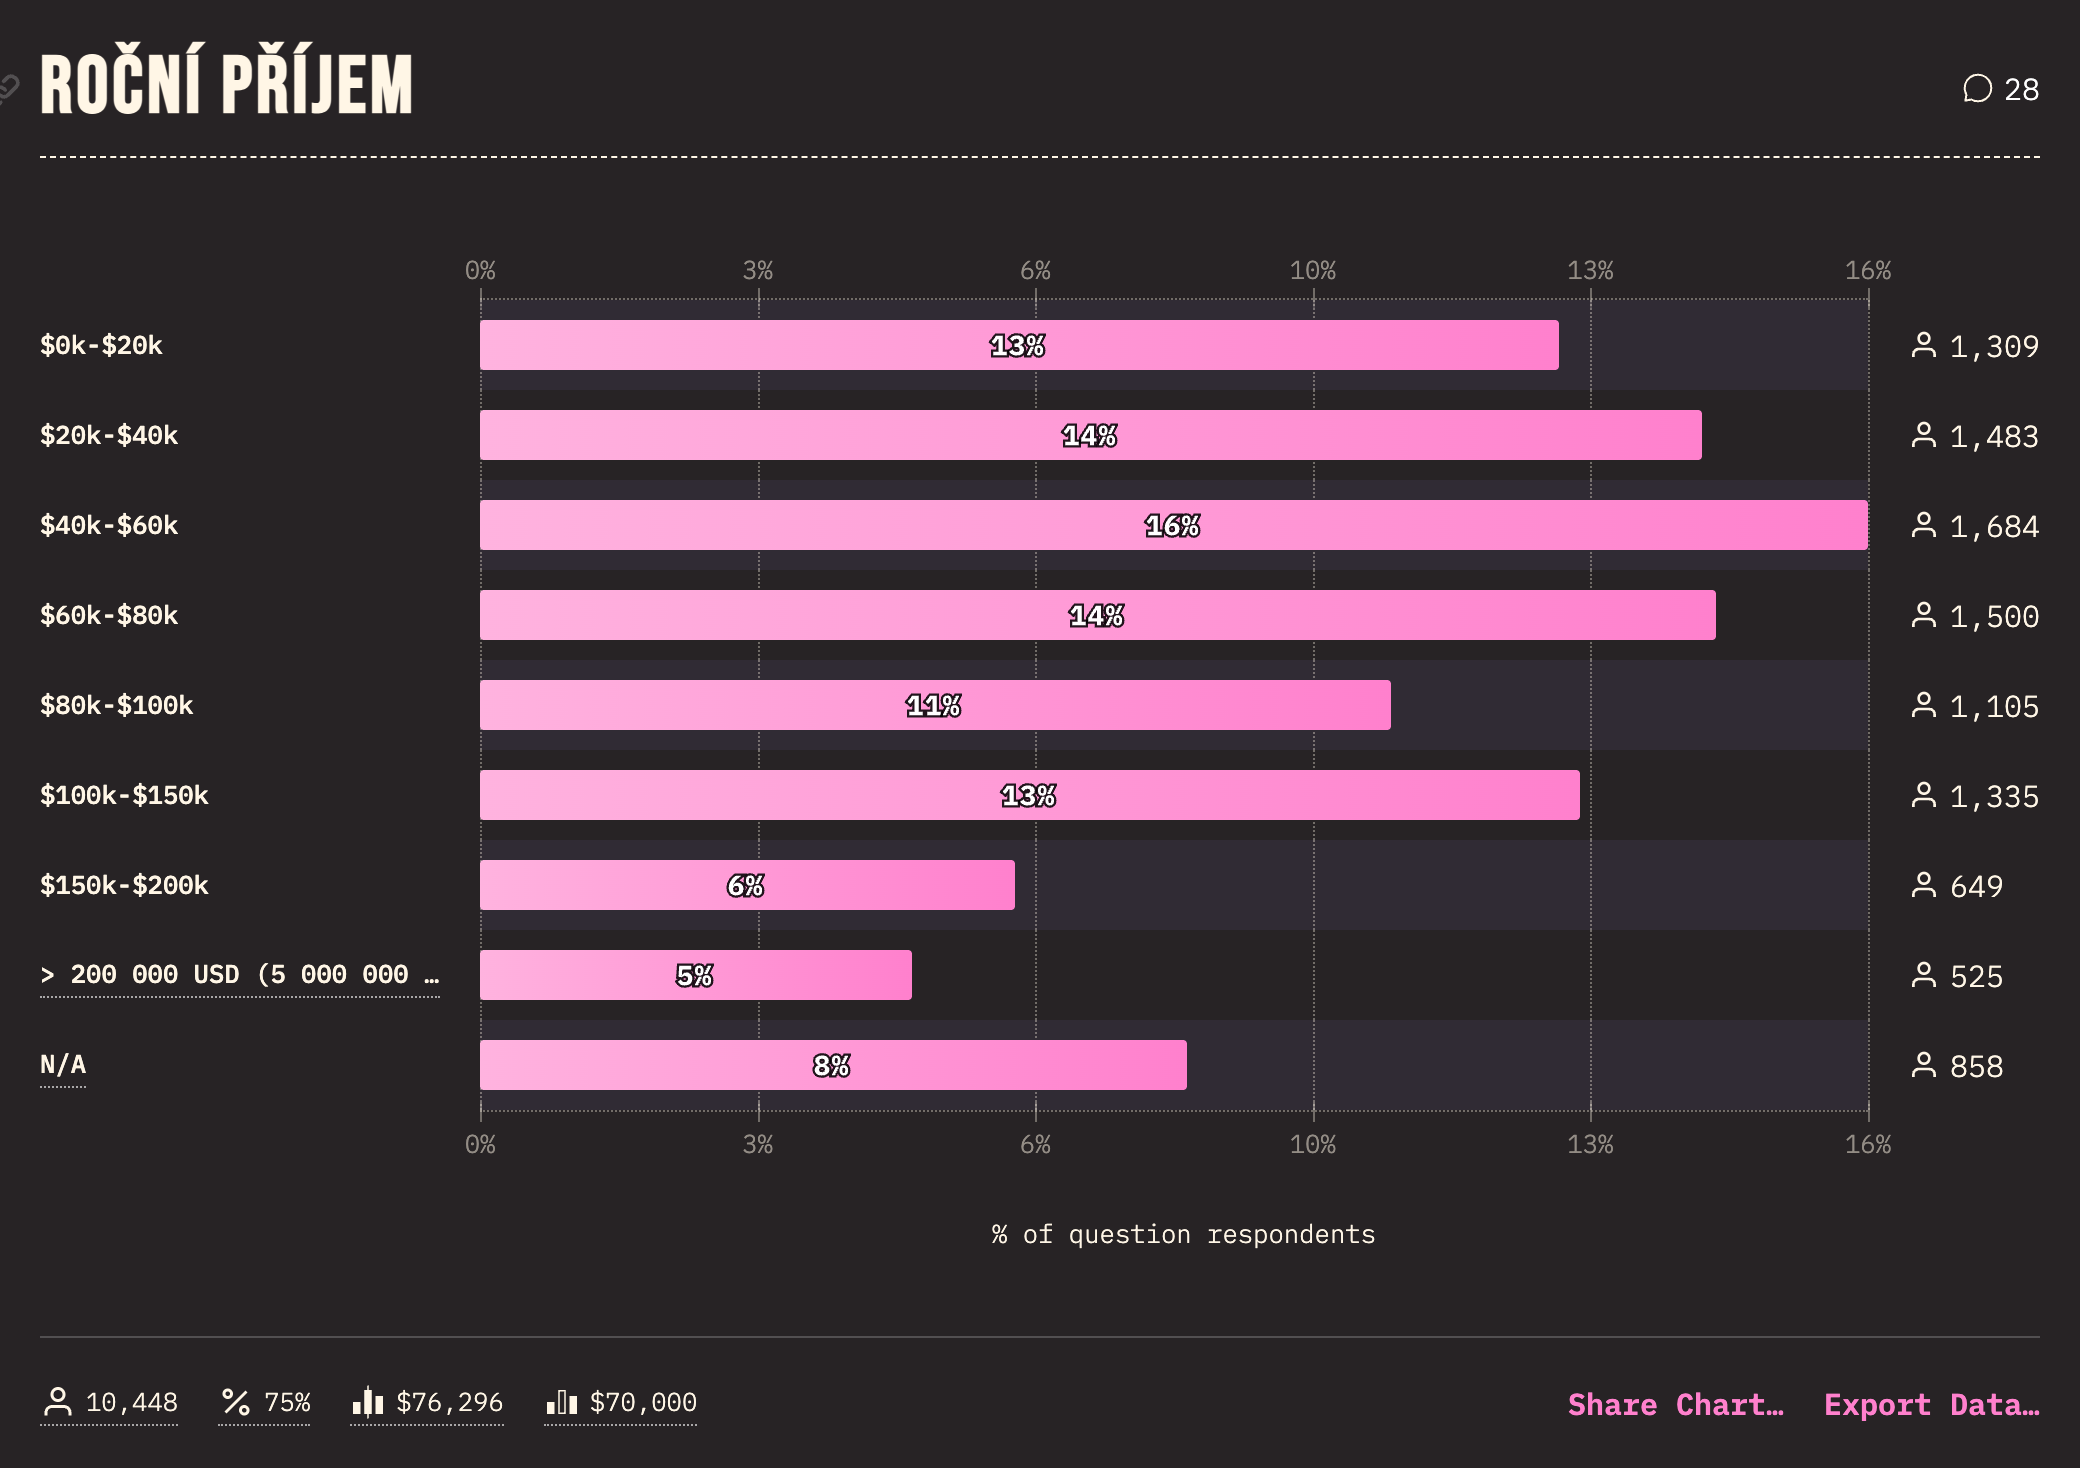 ROČNÍ PŘÍJEM
28
0% 3% 6% 10% 13% 16%
$0k-$20k 13% 1,309
$20k-$40k 14% 1,483
$40k-$60k 16% 1,684
$60k-$80k 14% 1,500
$80k-$100k 11% 1,105
$100k-$150k 13% 1,335
$150k-$200k 6% 649
> 200 000 USD (5 000 000 … 5% 525
N/A 8% 858
0% 3% 6% 10% 13% 16%
% of question respondents
10,448 75% $76,296 $70,000 Share Chart… Export Data…